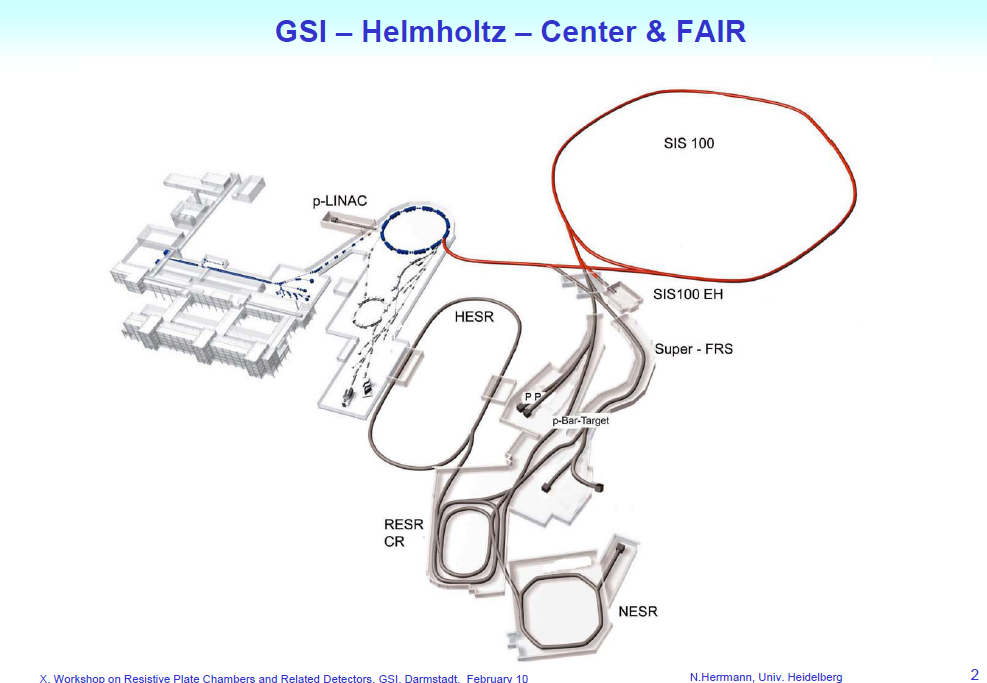 GSI – Helmholtz – Center & FAIR
SIS 100
p-LINAC
SIS100 EH
HESR
Super - FRS
P P
p-Bar-Target
RESR
CR
NESR
X. Workshop on Resistive Plate Chambers and Related Detectors, GSI, Darmstadt, February 10
N.Herrmann, Univ. Heidelberg
2